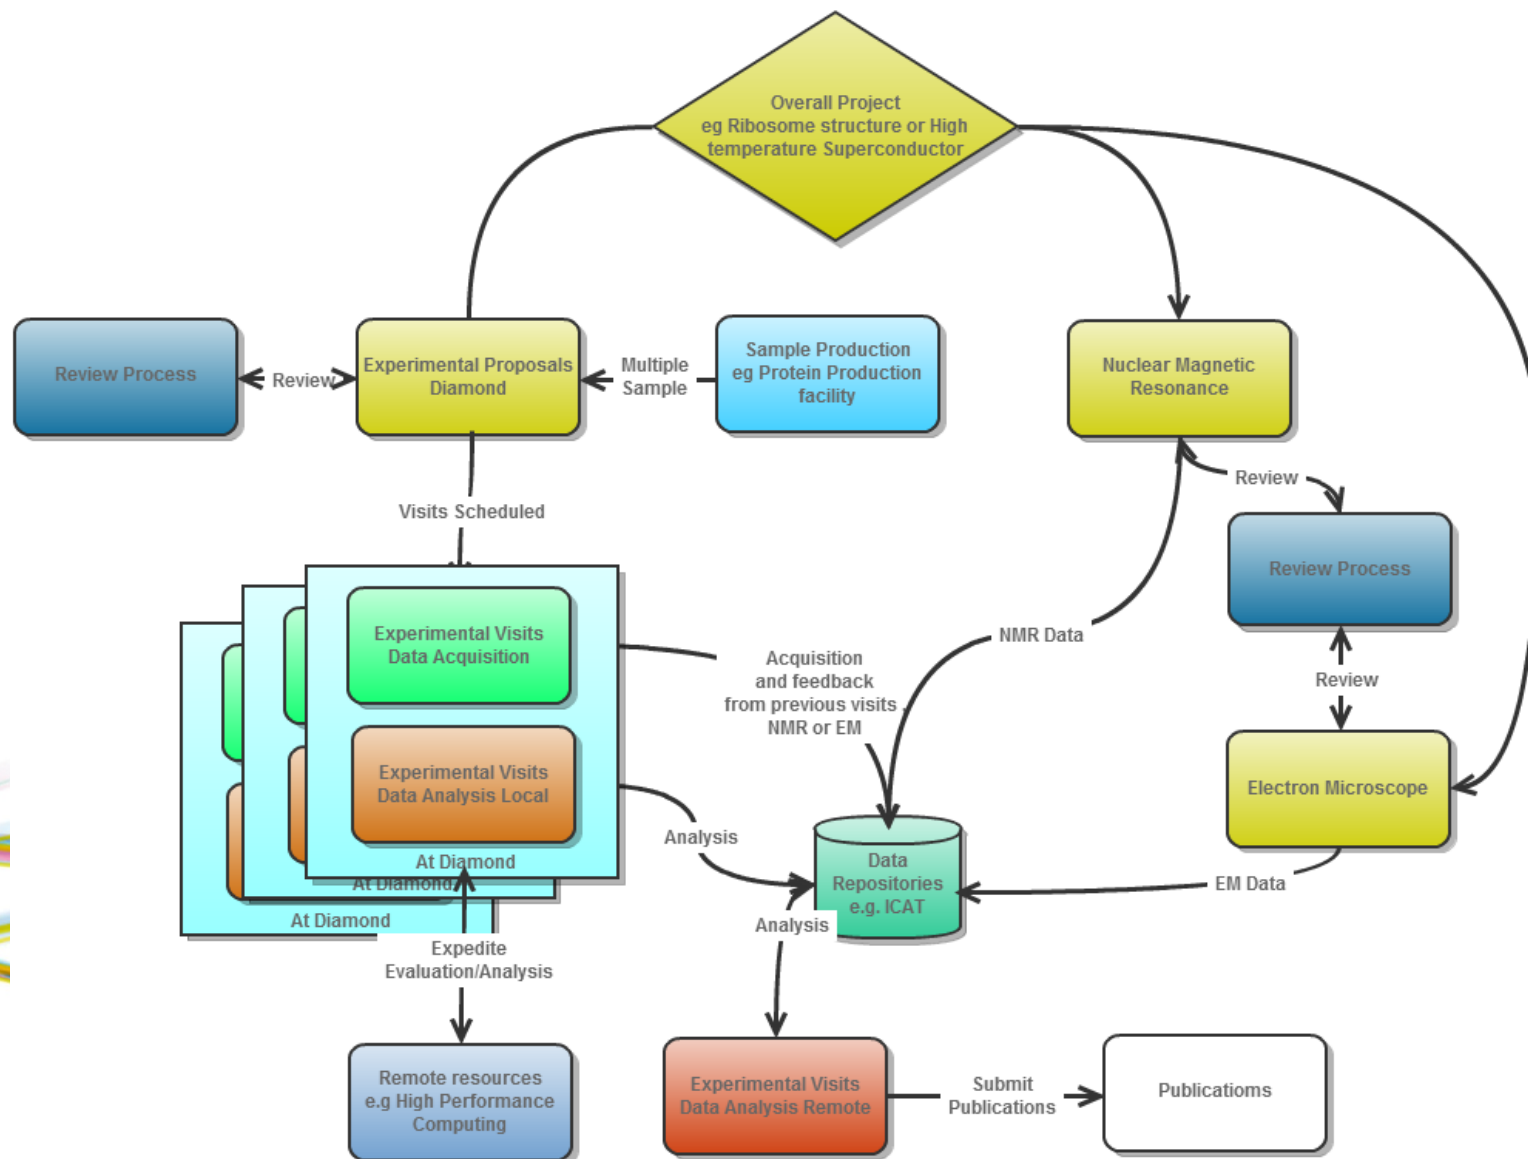 Overall Project
eg Ribosome structure or High
temperature Superconductor
Review Process
Review
Experimental Proposals
Diamond
Multiple
Sample
Sample Production
eg Protein Production
facility
Nuclear Magnetic
Resonance
Review
Visits Scheduled
Review Process
Experimental Visits
Data Acquisition
NMR Data
Acquisition
and feedback
from previous visits ,
NMR or EM
Review
Experimental Visits
Data Analysis Local
Electron Microscope
Analysis
At Diamond
At Diamond
At Diamond
Data
Repositories
e.g. ICAT
EM Data
Analysis
Expedite
Evaluation/Analysis
Remote resources
e.g High Performance
Computing
Experimental Visits
Data Analysis Remote
Submit
Publications
Publicatioms